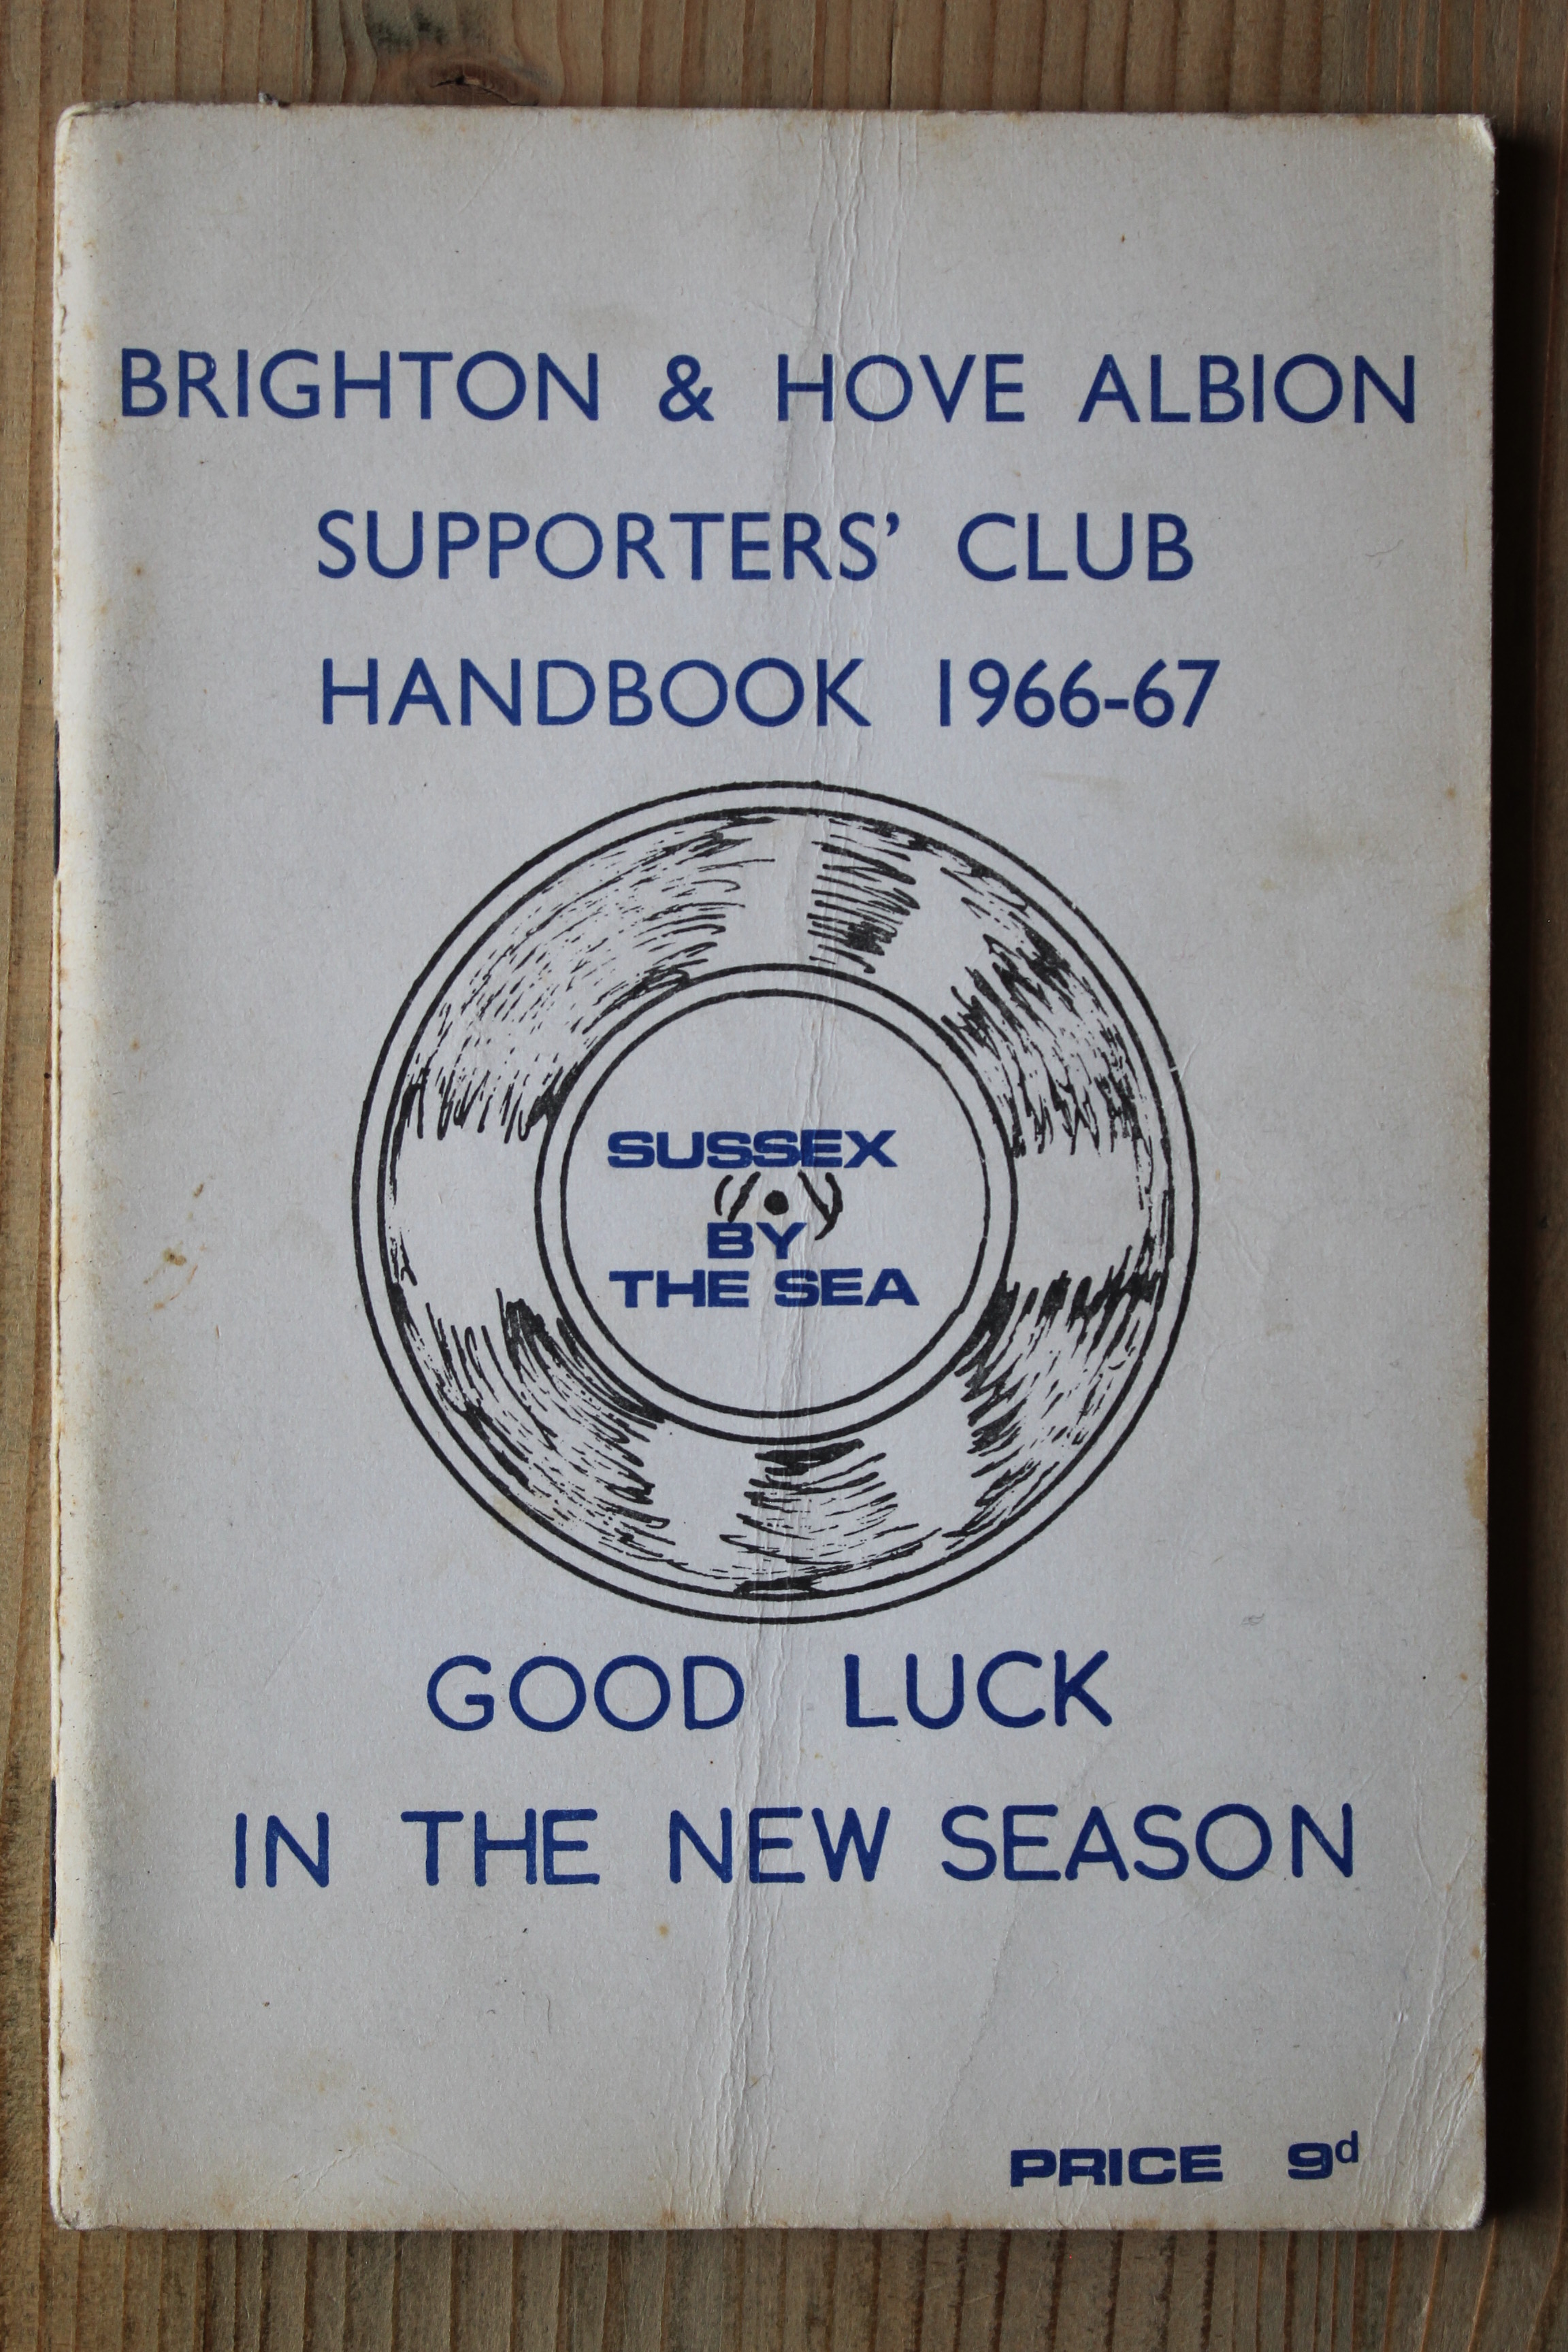 BRIGHTON & HOVE ALBION
SUPPORTERS’ CLUB
HANDBOOK 1966-67
SUSSEX
BY
THE SEA
GOOD LUCK
IN THE NEW SEASON
PRICE 9d